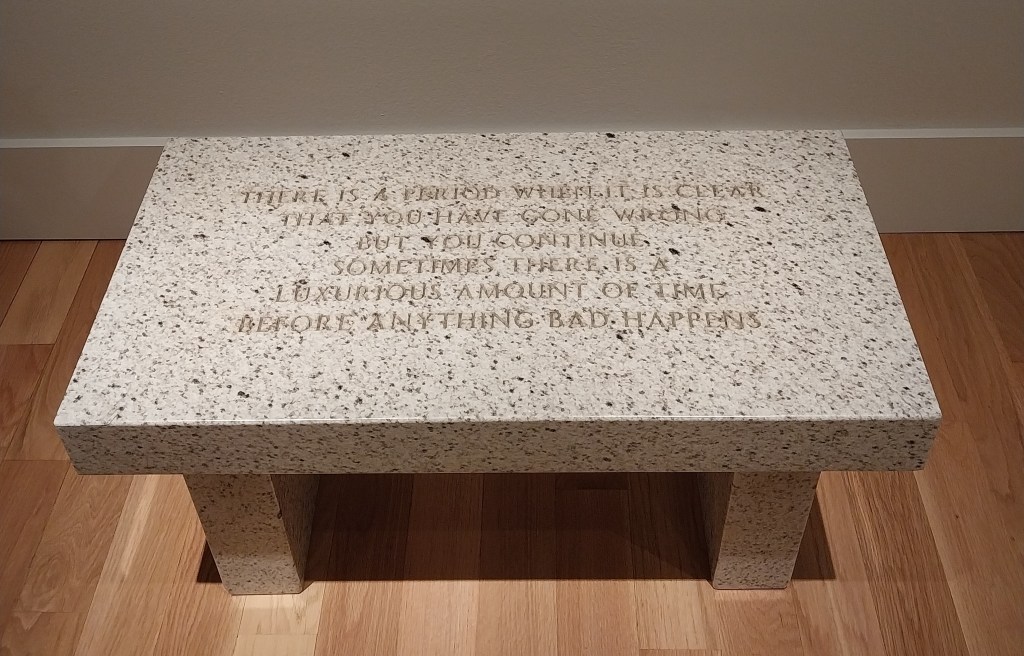 THERE IS A PERIOD WHEN IT IS CLEAR
THAT YOU HAVE GONE WRONG
BUT YOU CONTINUE.
SOMETIMES THERE IS A
LUXURIOUS AMOUNT OF TIME
BEFORE ANYTHING BAD HAPPENS.